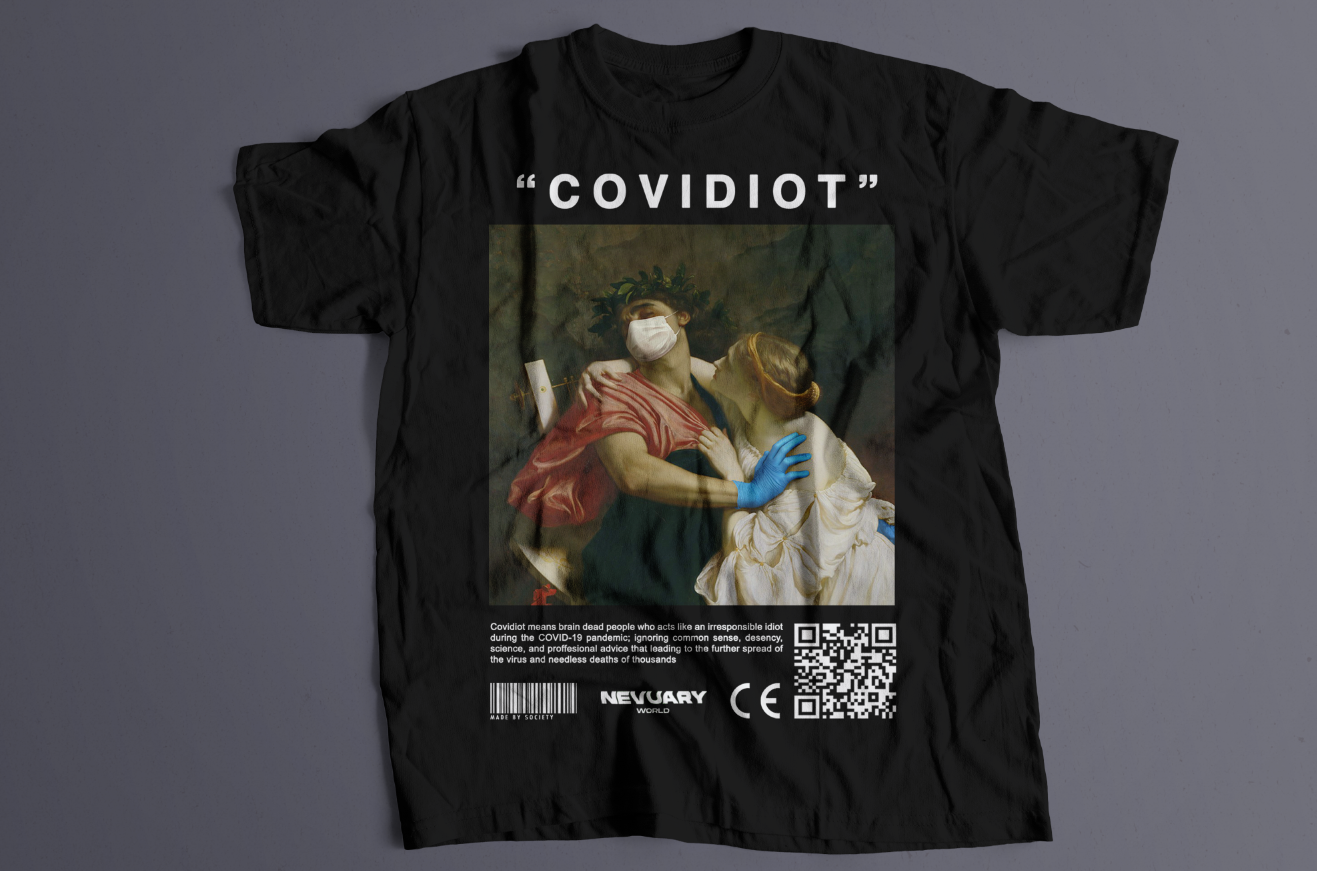 “COVIDIOT”
Covidiot means brain dead people who acts like an irresponsible idiot
during the COVID-19 pandemic; ignoring common sense, desency,
science, and proffesional advice that leading to the further spread of
the virus and needless deaths of thousands
MADE BY SOCIETY
NEVUARY
WORLD
CE